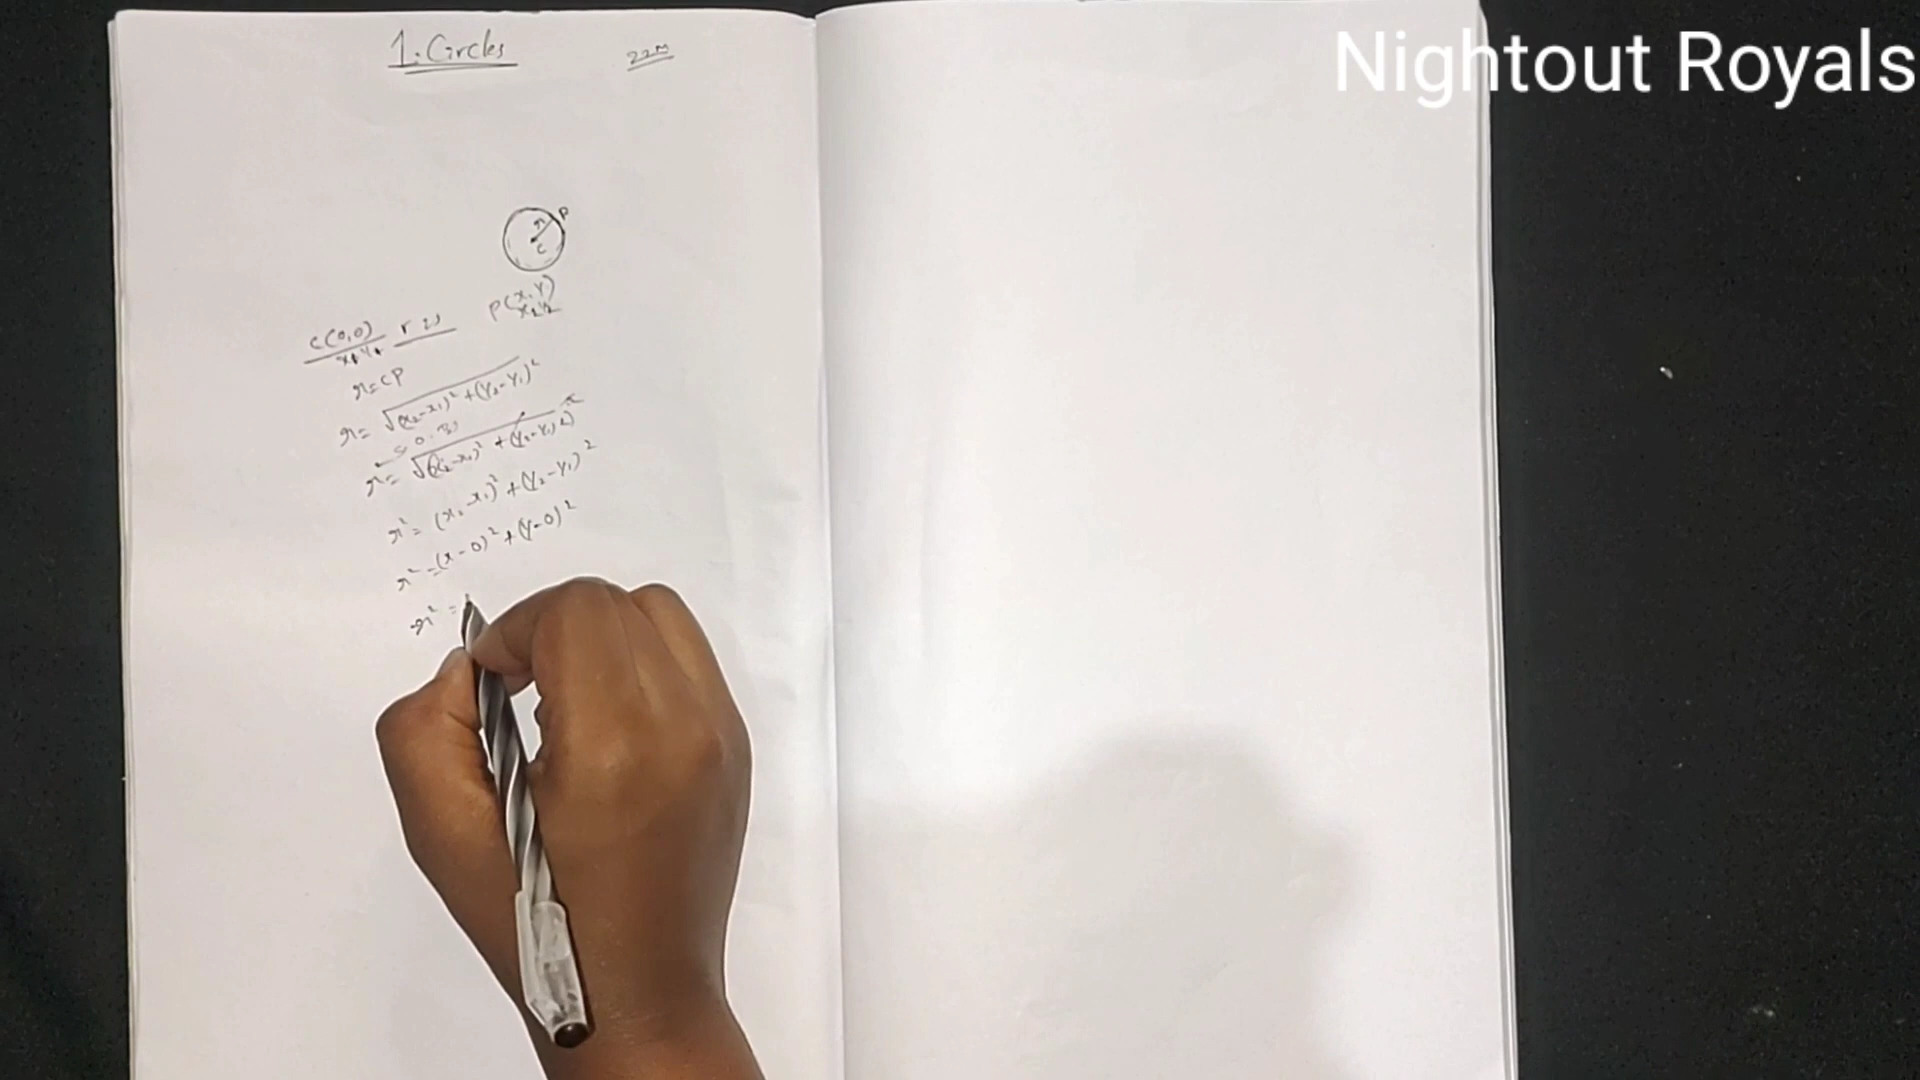 Nightout Royals
1. Circles 22M
r P
C
P(x, y)
x₂ y₂
C(0,0) r
x₁ y₁
r = CP
r = √(x₂-x₁)² + (y₂-y₁)²
r = √(x₂-x₁)² + (y₂-y₁)²
r² = (x₂-x₁)² + (y₂-y₁)²
r² = (x-0)² + (y-0)²
r² =